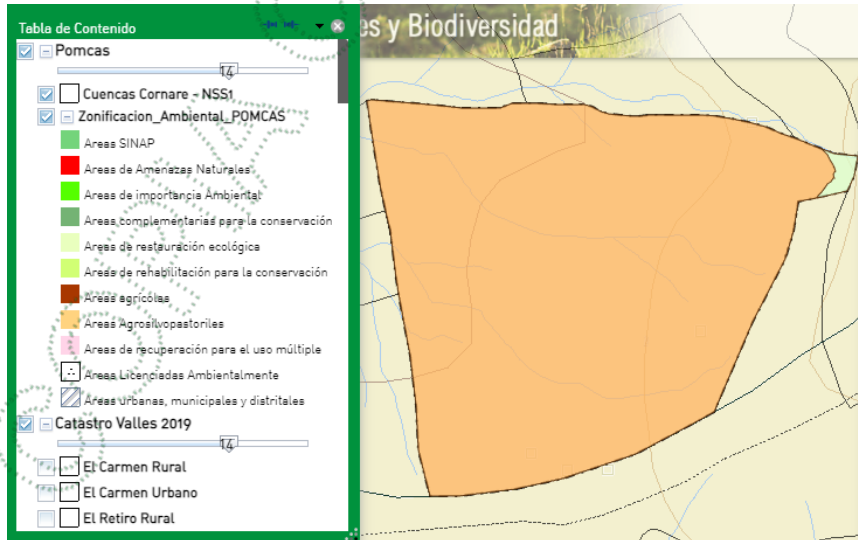 Tabla de Contenido
es y Biodiversidad
Pomcas
14
Cuencas Cornare - NSS1
Zonificacion_Ambiental_POMCAS
Areas SINAP
Areas de Amenazas Naturales
Areas de importancia Ambiental
Areas complementarias para la conservación
Areas de restauración ecológica
Areas de rehabilitación para la conservación
Areas agrícolas
Areas Agrosilvopastoriles
Areas de recuperación para el uso múltiple
Areas Licenciadas Ambientalmente
Areas urbanas, municipales y distritales
Catastro Valles 2019
14
El Carmen Rural
El Carmen Urbano
El Retiro Rural